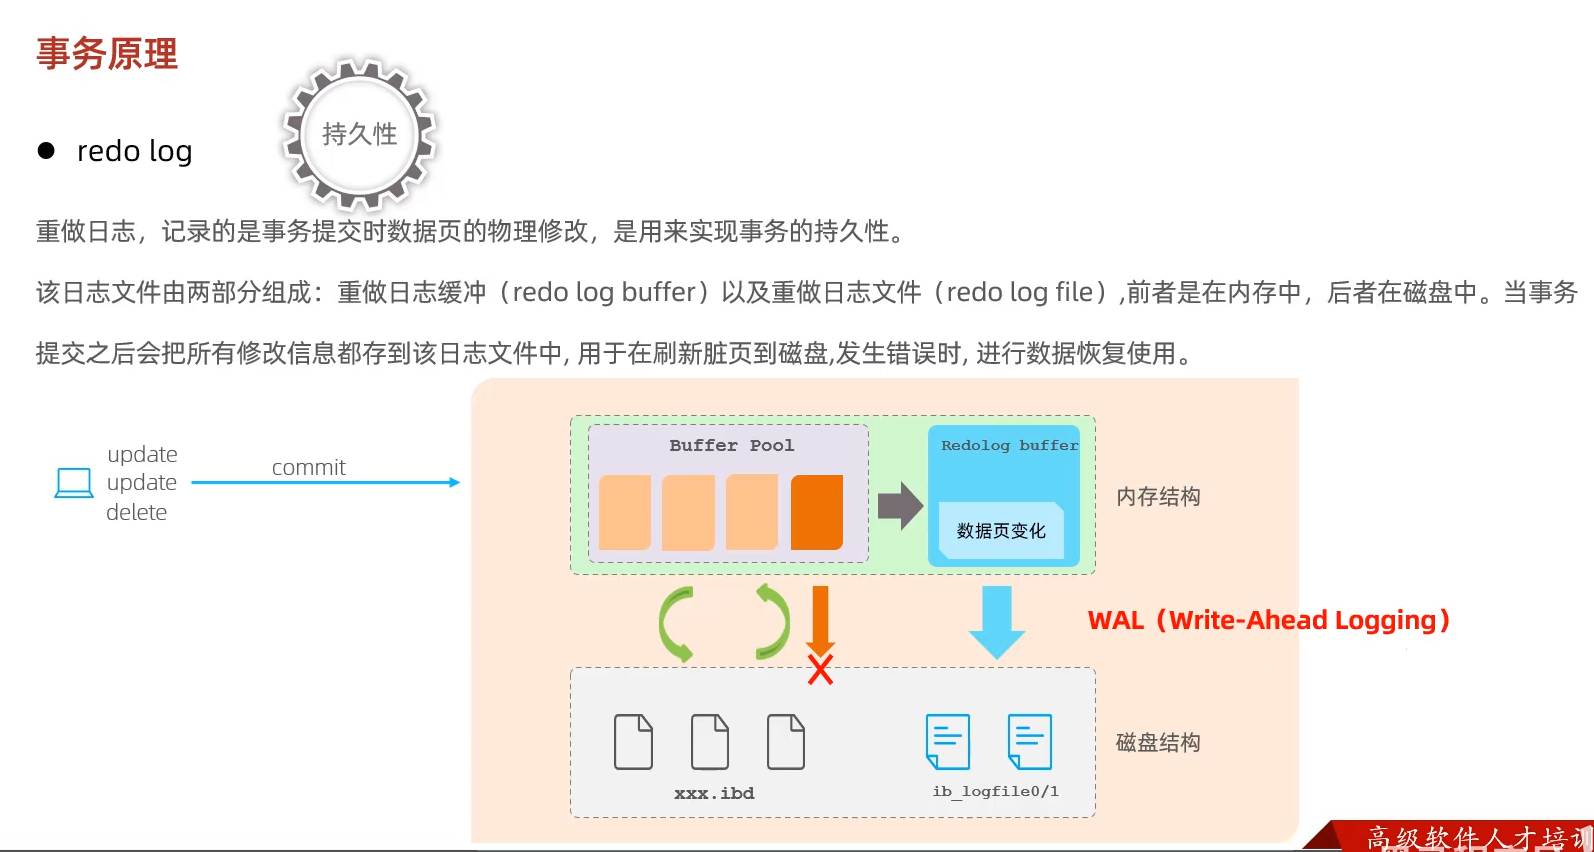 事务原理
持久性
redo log
重做日志，记录的是事务提交时数据页的物理修改，是用来实现事务的持久性。
该日志文件由两部分组成：重做日志缓冲（redo log buffer）以及重做日志文件（redo log file）,前者是在内存中，后者在磁盘中。当事务
提交之后会把所有修改信息都存到该日志文件中, 用于在刷新脏页到磁盘,发生错误时, 进行数据恢复使用。
update
update
delete
commit
Buffer Pool
Redolog buffer
数据页变化
内存结构
WAL（Write-Ahead Logging）
xxx.ibd
ib_logfile0/1
磁盘结构
高级软件人才培训